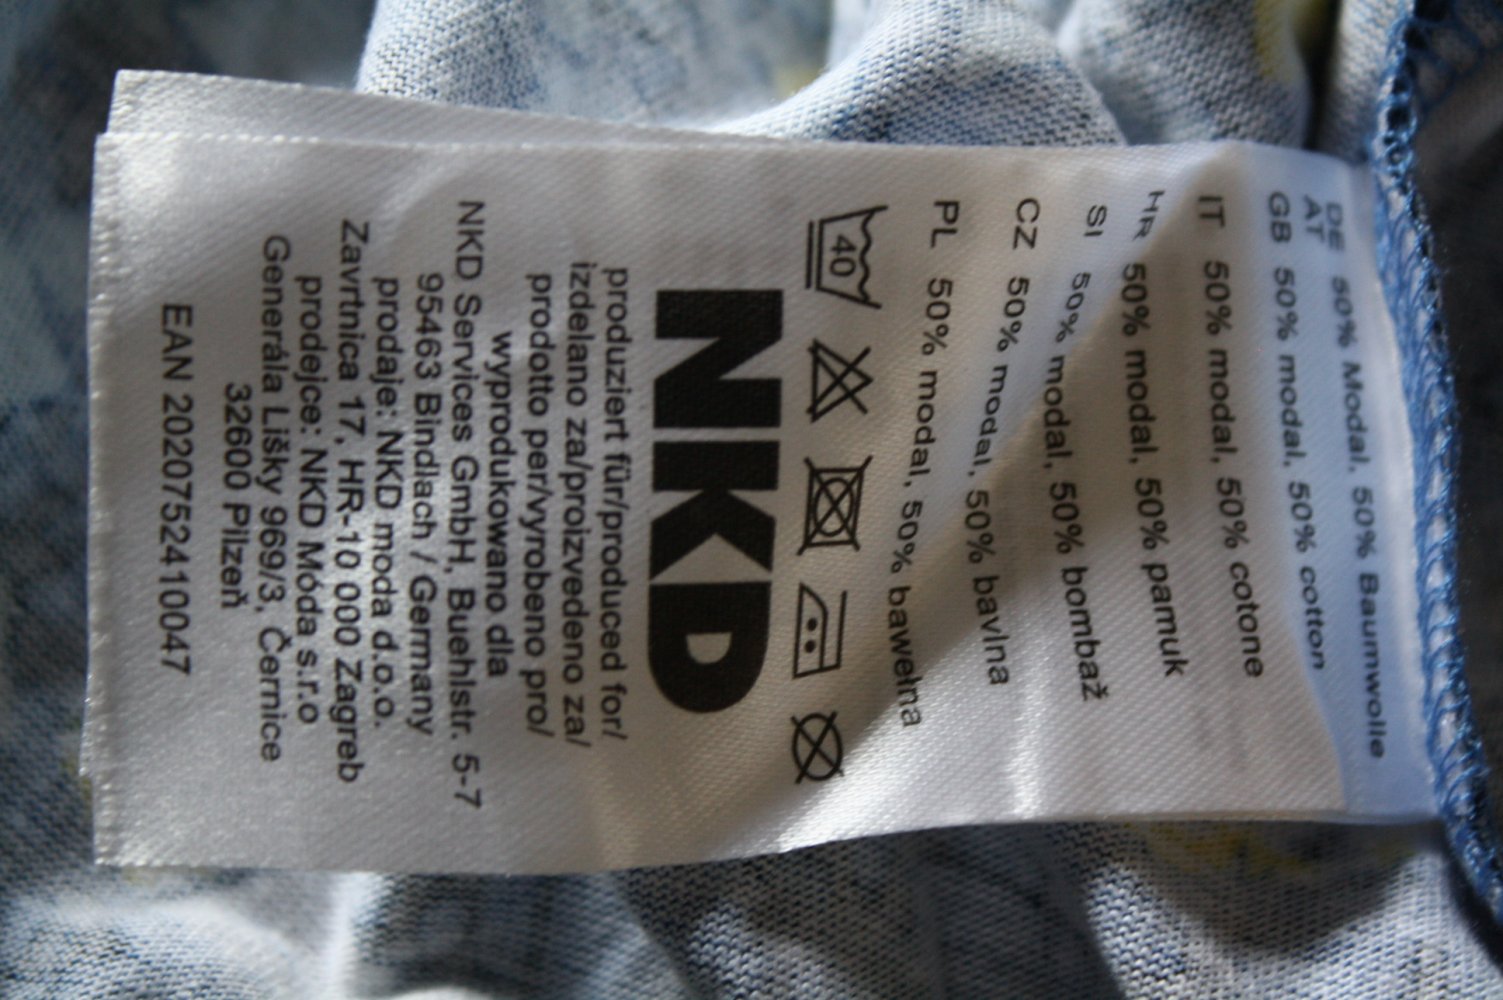 DE 50% Modal, 50% Baumwolle
AT
GB 50% modal, 50% cotton
IT 50% modal, 50% cotone
HR 50% modal, 50% pamuk
SI 50% modal, 50% bombaž
CZ 50% modal, 50% bavlna
PL 50% modal, 50% bawełna
40
NKD
produziert für/produced for/
izdelano za/proizvedeno za/
prodotto per/vyrobeno pro/
wyprodukowano dla
NKD Services GmbH, Buehlstr. 5-7
95463 Bindlach / Germany
prodaje: NKD moda d.o.o.
Zavrtnica 17, HR-10 000 Zagreb
prodejce: NKD Móda s.r.o
Generála Lišky 969/3, Černice
32600 Pilzeň
EAN 2020752410047